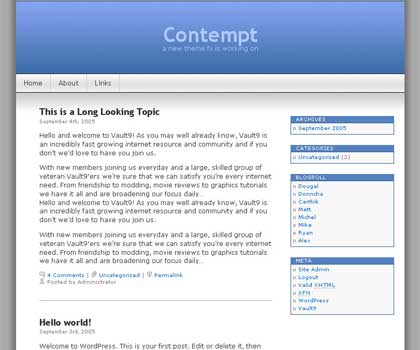 Contempt
a new theme fx is working on
Home About Links
This is a Long Looking Topic
September 4th, 2005
Hello and welcome to Vault9! As you may well already know, Vault9 is
an incredibly fast growing internet resource and community and if you
don't we'd love to have you join us.
With new members joining us everyday and a large, skilled group of
veteran Vault9'ers we're sure that we can satisfy you're every internet
need. From friendship to modding, movie reviews to graphics tutorials
we have it all and are broadening our focus daily...
Hello and welcome to Vault9! As you may well already know, Vault9 is
an incredibly fast growing internet resource and community and if you
don't we'd love to have you join us.
With new members joining us everyday and a large, skilled group of
veteran Vault9'ers we're sure that we can satisfy you're every internet
need. From friendship to modding, movie reviews to graphics tutorials
we have it all and are broadening our focus daily...
4 Comments | Uncategorized | Permalink
Posted by Administrator
Hello world!
September 3rd, 2005
Welcome to WordPress. This is your first post. Edit or delete it, then
ARCHIVES
September 2005
CATEGORIES
Uncategorized (2)
BLOGROLL
Dougal
Donncha
Carthik
Matt
Michel
Mike
Ryan
Alex
META
Site Admin
Logout
Valid XHTML
XFN
WordPress
Vault9